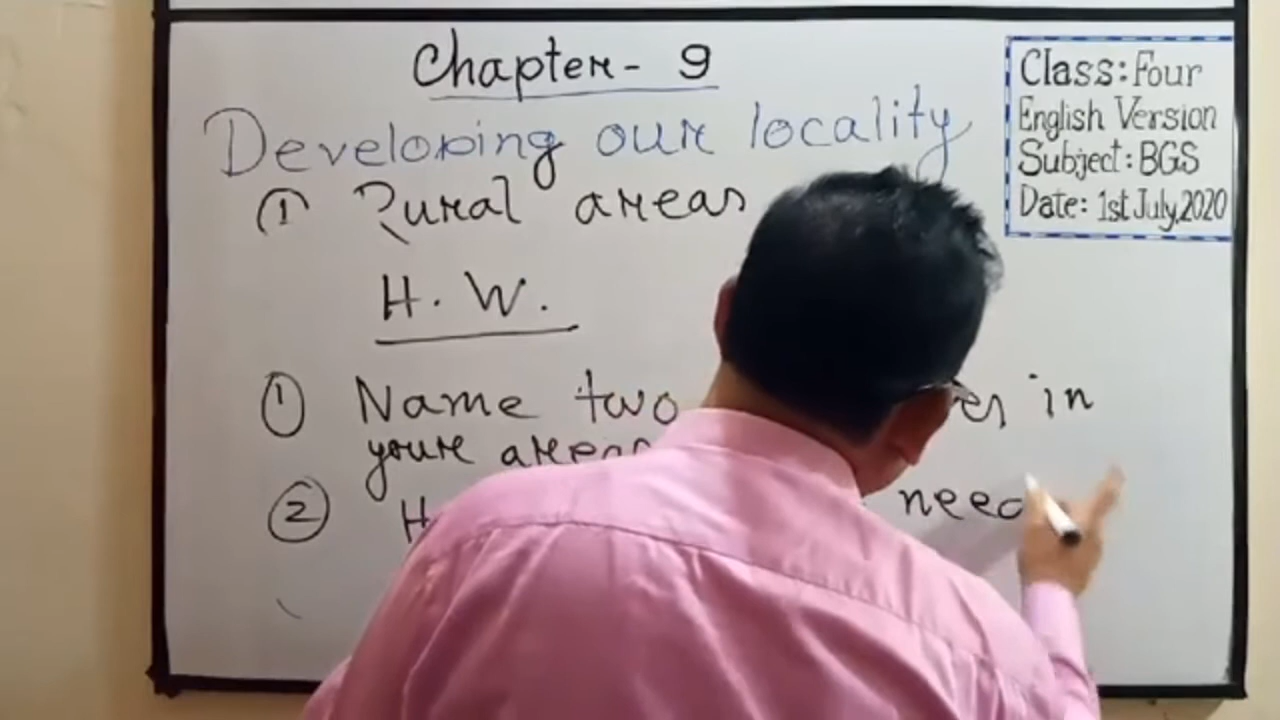 Chapter - 9
Developing our locality
① Rural areas
H. W.
① Name two in
youre areas
② need
Class: Four
English Version
Subject: BGS
Date: 1st July, 2020